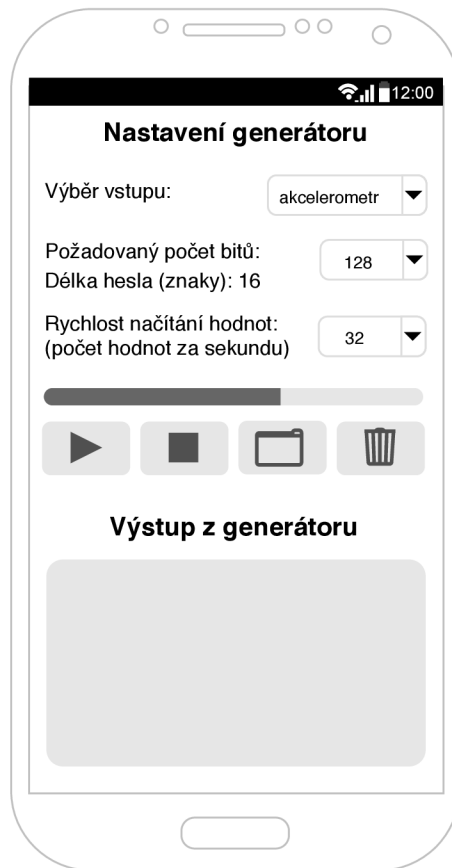 12:00
Nastavení generátoru
Výběr vstupu:
akcelerometr
Požadovaný počet bitů:
128
Délka hesla (znaky): 16
Rychlost načítání hodnot:
32
(počet hodnot za sekundu)
Výstup z generátoru